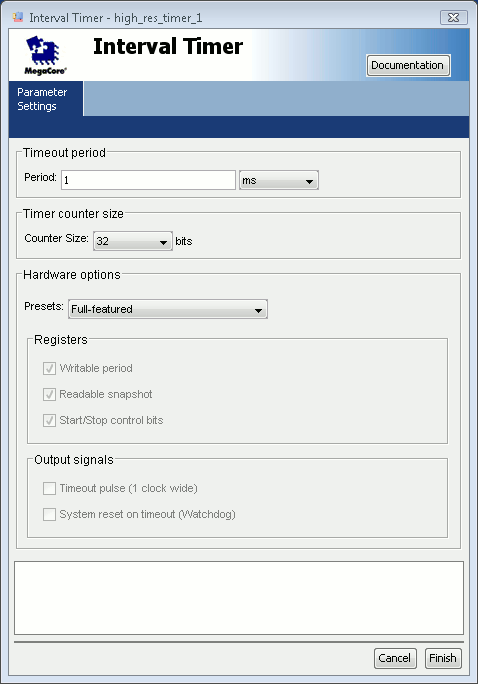 Interval Timer - high_res_timer_1
MegaCore®
Interval Timer
Documentation
Parameter
Settings
Timeout period
Period: 1 ms
Timer counter size
Counter Size: 32 bits
Hardware options
Presets: Full-featured
Registers
Writable period
Readable snapshot
Start/Stop control bits
Output signals
Timeout pulse (1 clock wide)
System reset on timeout (Watchdog)
Cancel Finish